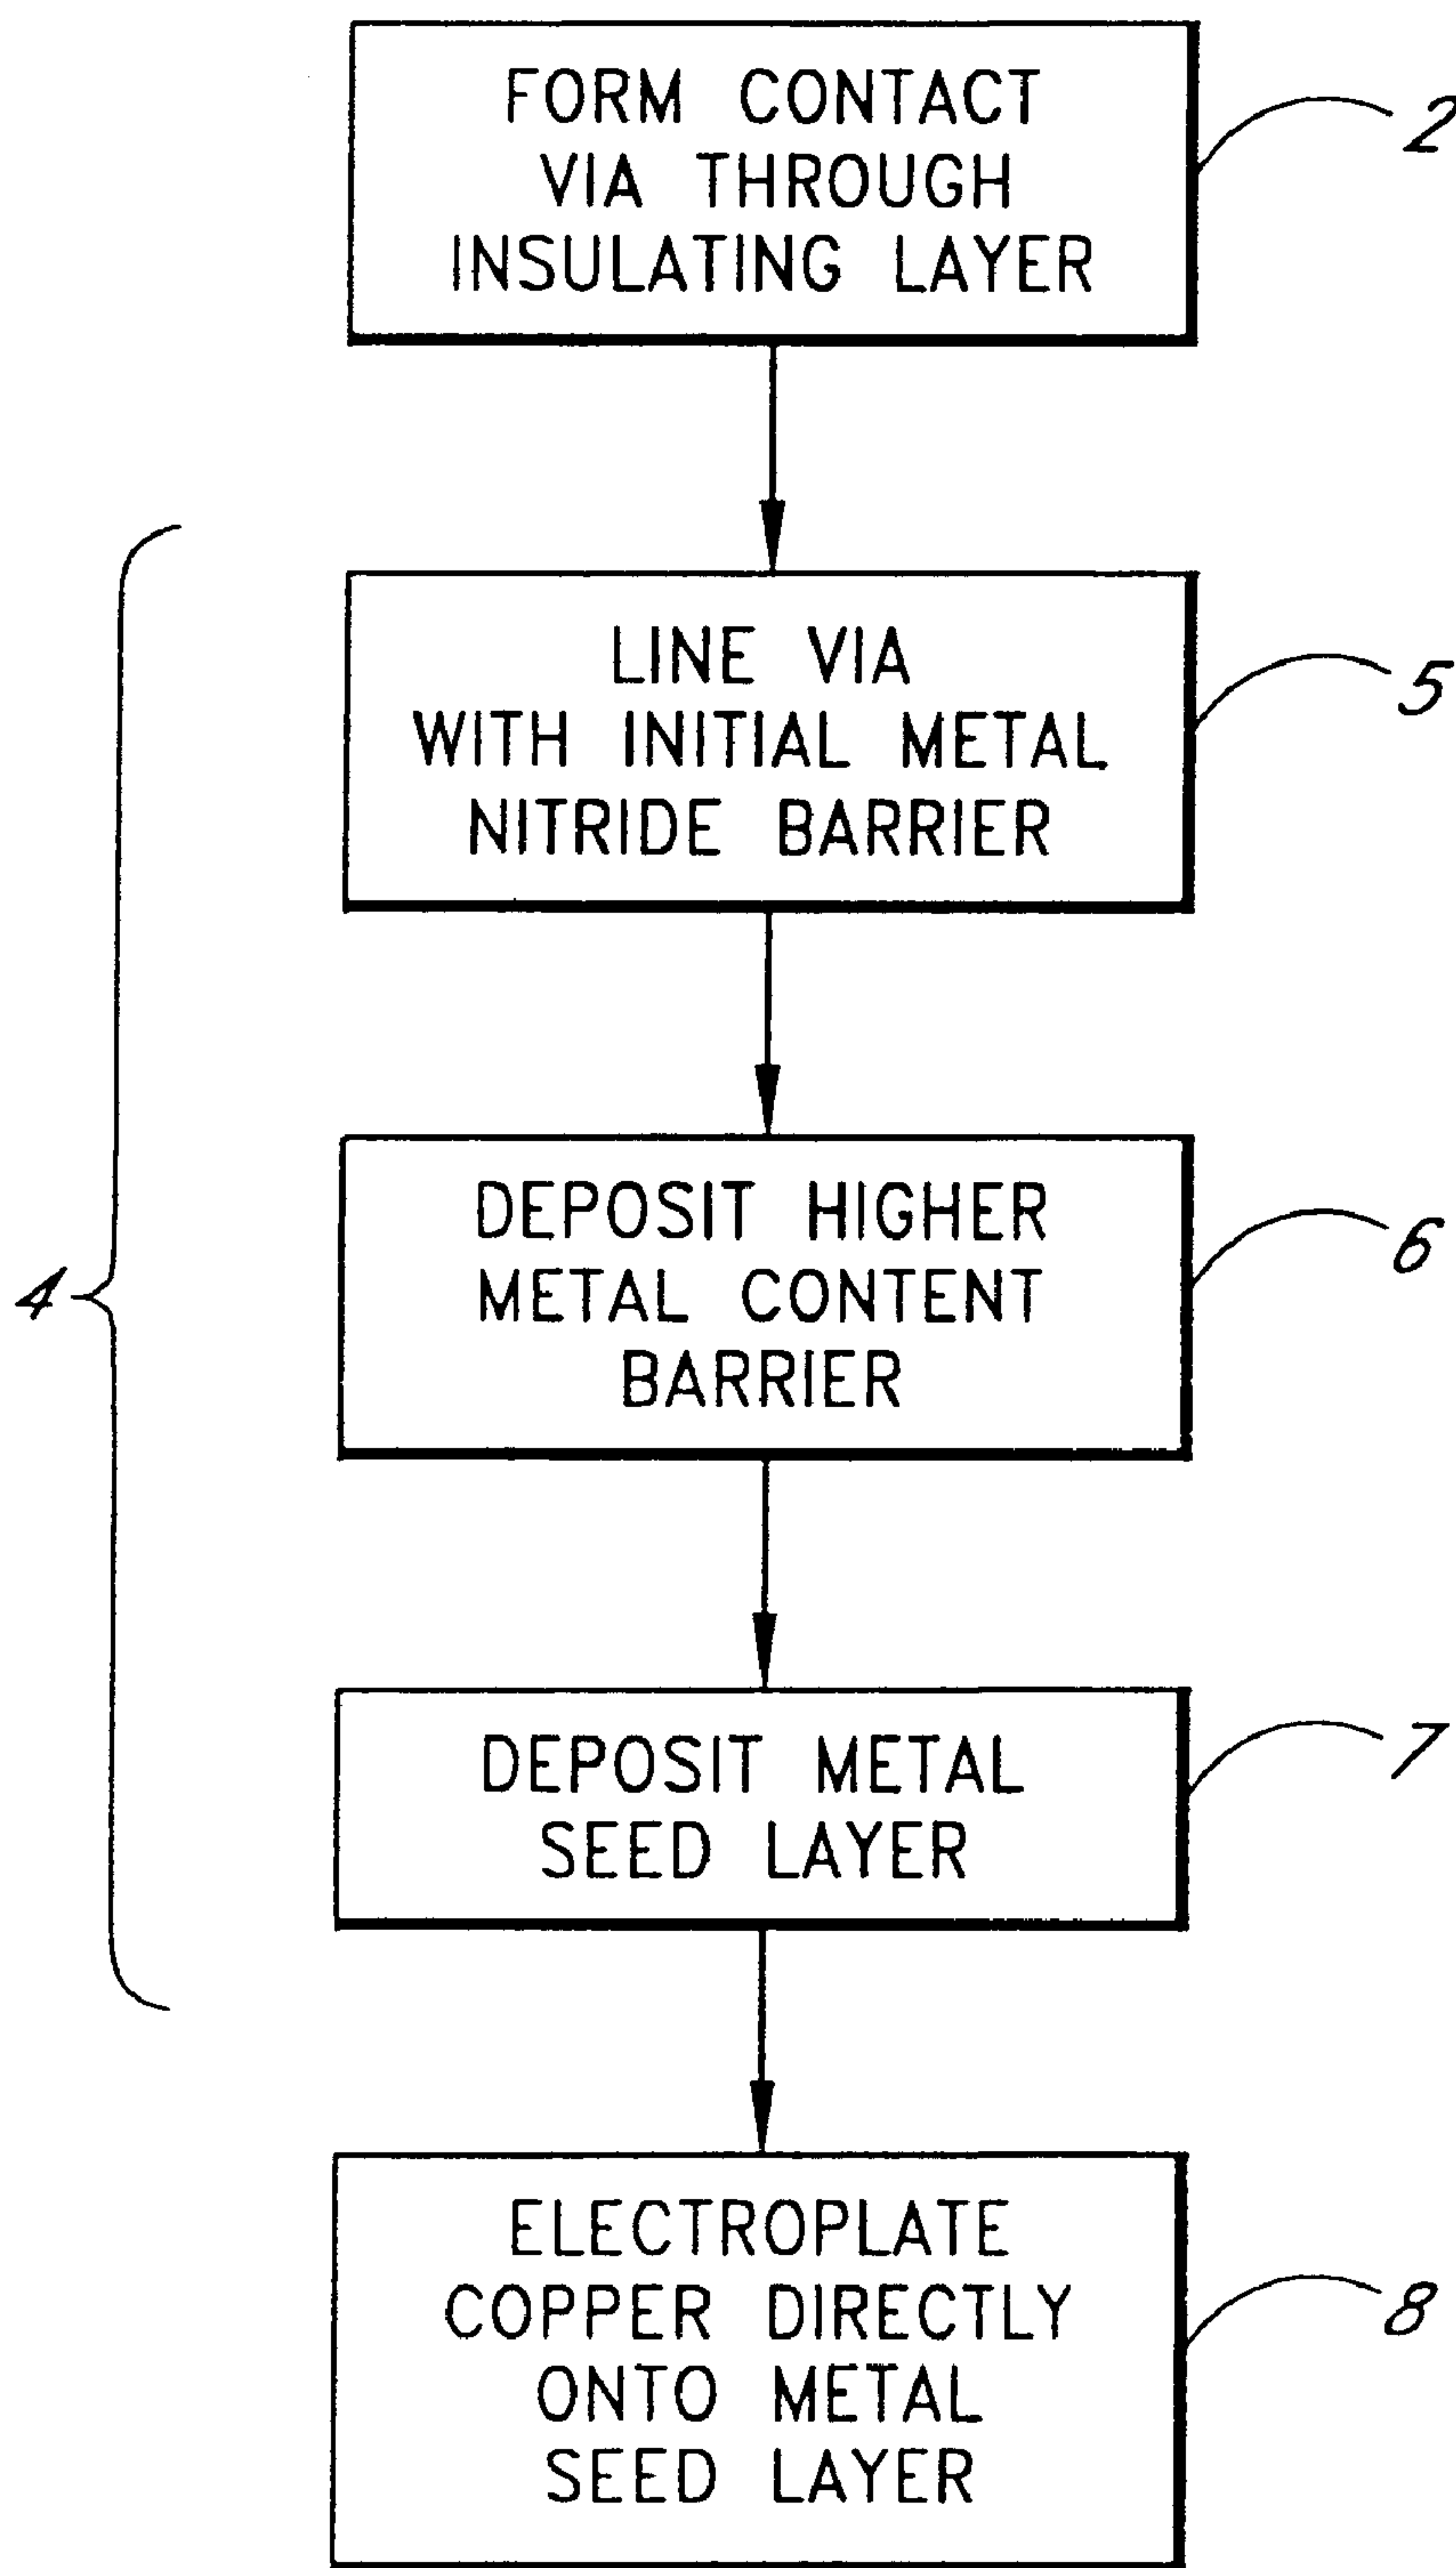 FORM CONTACT
VIA THROUGH
INSULATING LAYER
2
LINE VIA
WITH INITIAL METAL
NITRIDE BARRIER
5
DEPOSIT HIGHER
METAL CONTENT
BARRIER
6
4
DEPOSIT METAL
SEED LAYER
7
ELECTROPLATE
COPPER DIRECTLY
ONTO METAL
SEED LAYER
8